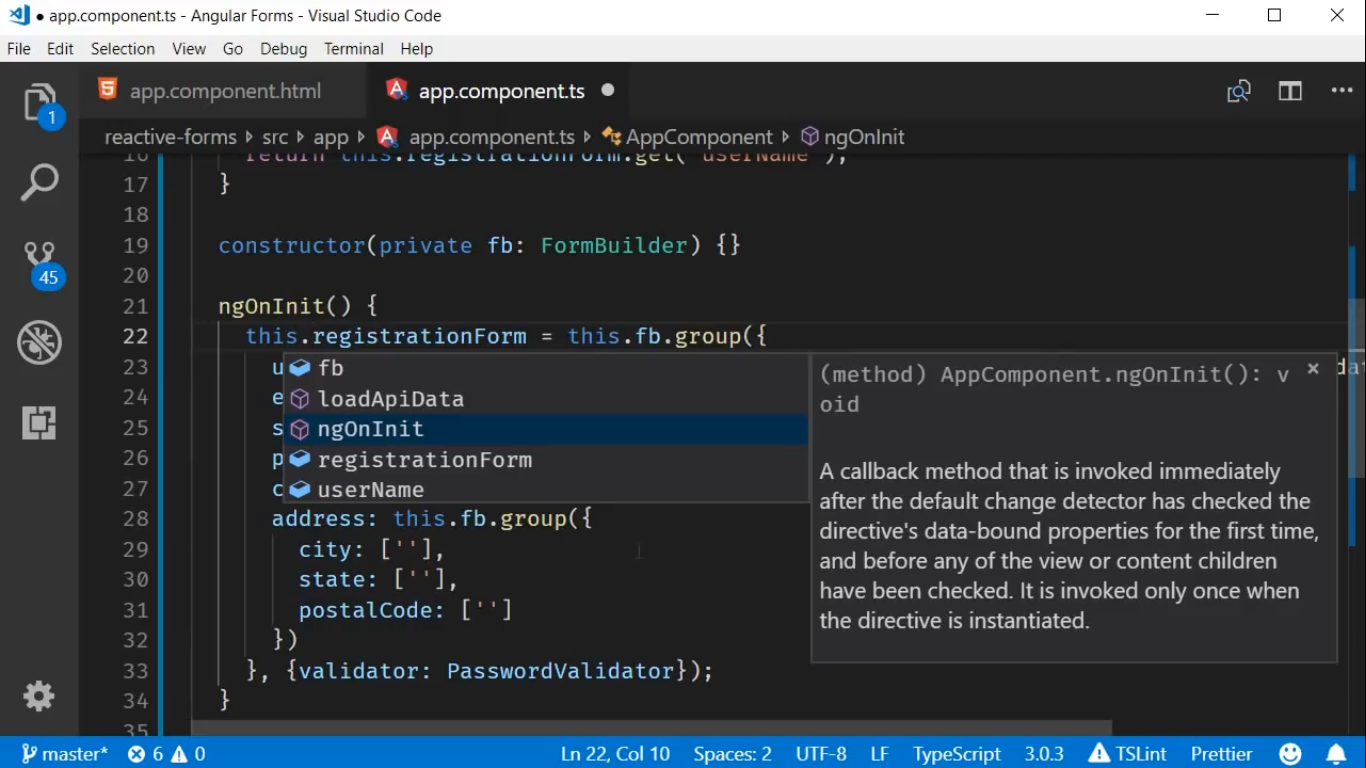 app.component.ts - Angular Forms - Visual Studio Code
File Edit Selection View Go Debug Terminal Help
app.component.html app.component.ts
reactive-forms src app app.component.ts AppComponent ngOnInit
1
45
16 return this.registrationForm.get('userName');
17 }
18
19 constructor(private fb: FormBuilder) {}
20
21 ngOnInit() {
22 this.registrationForm = this.fb.group({
23 u
24 e
25 s
26 p
27 c
fb
loadApiData
ngOnInit
registrationForm
userName
(method) AppComponent.ngOnInit(): v
oid
A callback method that is invoked immediately
after the default change detector has checked the
directive's data-bound properties for the first time,
and before any of the view or content children
have been checked. It is invoked only once when
the directive is instantiated.
28 address: this.fb.group({
29 city: [''],
30 state: [''],
31 postalCode: ['']
32 })
33 }, {validator: PasswordValidator});
34 }
35
master* 6 0 Ln 22, Col 10 Spaces: 2 UTF-8 LF TypeScript 3.0.3 TSLint Prettier